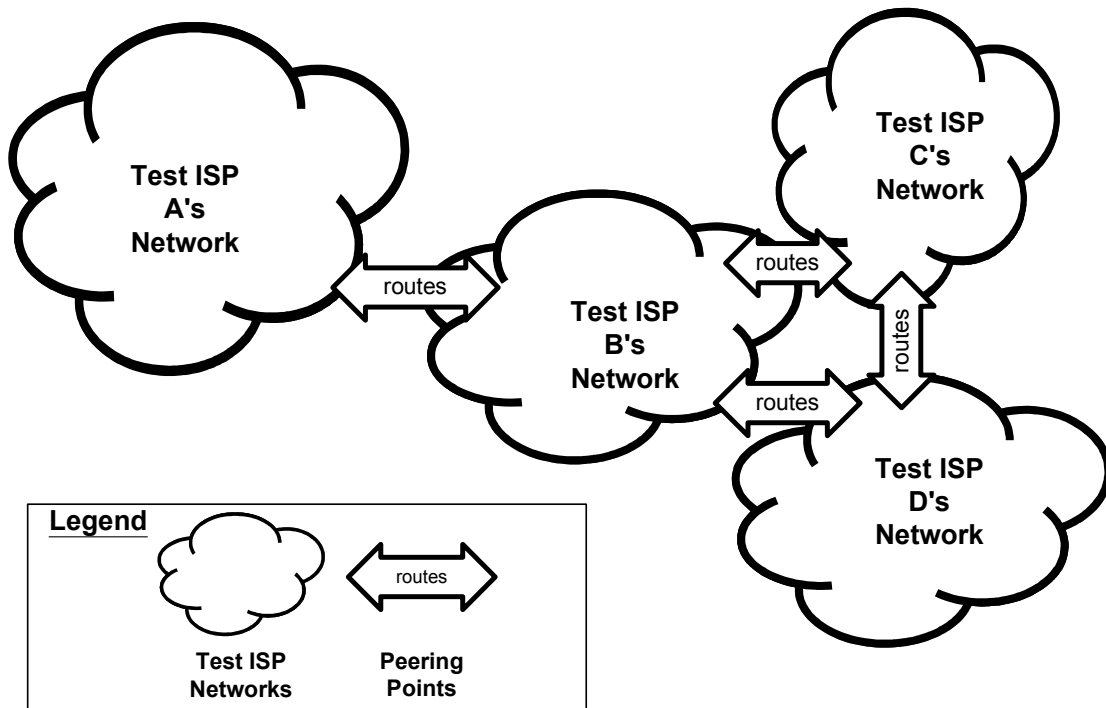 Test ISP
A's
Network
Test ISP
C's
Network
routes
routes
Test ISP
B's
Network
routes
routes
Test ISP
D's
Network
Legend
routes
Test ISP
Networks
Peering
Points